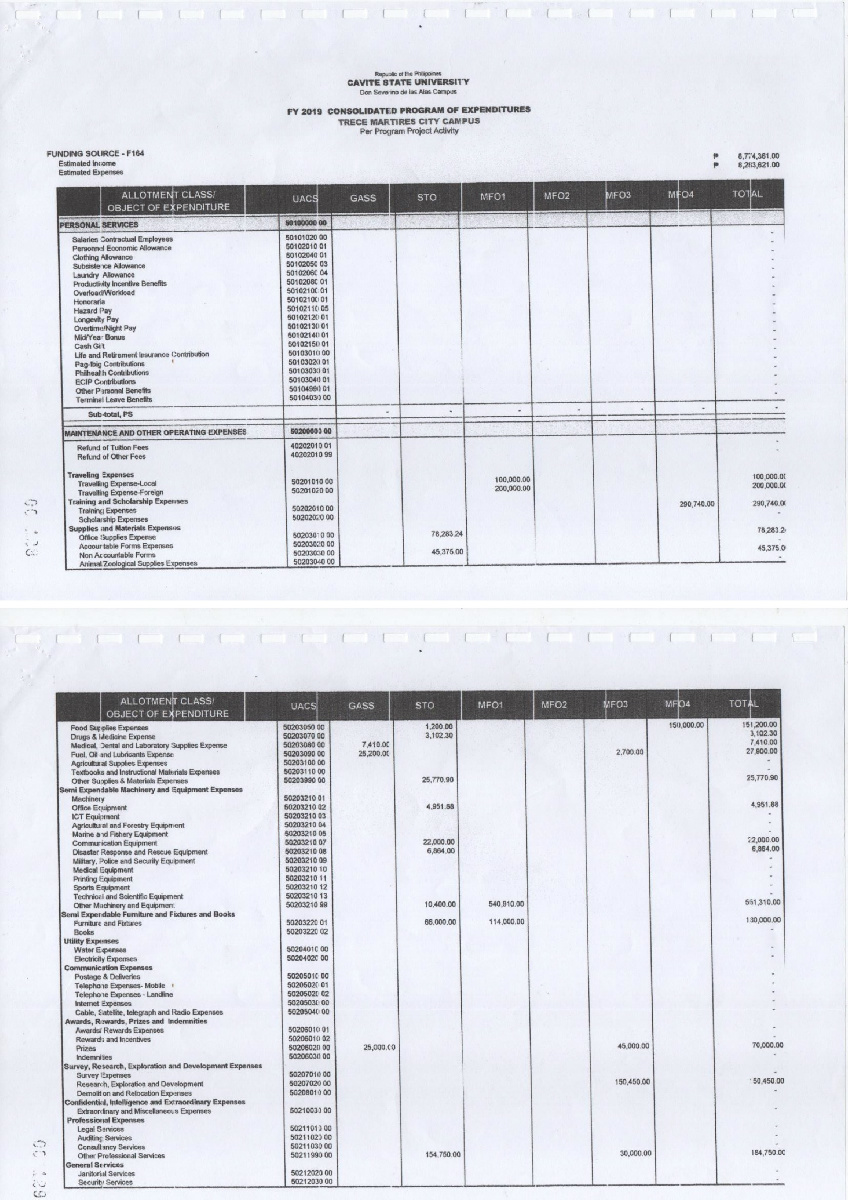 Republic of the Philippines
CAVITE STATE UNIVERSITY
Don Severino de las Alas Campus
FY 2019 CONSOLIDATED PROGRAM OF EXPENDITURES
TRECE MARTIRES CITY CAMPUS
Per Program Project Activity
FUNDING SOURCE - F164
Estimated Income ₱ 8,774,381.00
Estimated Expenses ₱
ALLOTMENT CLASS/ OBJECT OF EXPENDITURE UACS GASS STO MFO1 MFO2 MFO3 MFO4 TOTAL
PERSONAL SERVICES 50100000 00
Salaries Contractual Employees 50101020 00 -
Personnel Economic Allowance 50102010 01 -
Clothing Allowance 50102040 01 -
Subsistence Allowance 50102050 03 -
Laundry Allowance 50102060 04 -
Productivity Incentive Benefits 50102080 01 -
Overload/Workload 50102100 01 -
Honoraria 50102100 01 -
Hazard Pay 50102110 05 -
Longevity Pay 50102120 01 -
Overtime/Night Pay 50102130 01 -
Mid/Year Bonus 50102140 01 -
Cash Gift 50102150 01 -
Life and Retirement Insurance Contribution 50103010 00 -
Pag-ibig Contributions 50103020 01 -
Philhealth Contributions 50103030 01 -
ECIP Contributions 50103040 01 -
Other Personal Benefits 50104990 01 -
Terminal Leave Benefits 50104030 00 -
Sub-total, PS - - - - - - -
MAINTENANCE AND OTHER OPERATING EXPENSES 50200000 00
Refund of Tuition Fees 40202010 01 -
Refund of Other Fees 40202010 99 -
Traveling Expenses
Travelling Expense-Local 50201010 00 100,000.00 100,000.00
Travelling Expense-Foreign 50201020 00 200,000.00 200,000.00
Training and Scholarship Expenses
Training Expenses 50202010 00 290,740.00 290,740.00
Scholarship Expenses 50202020 00 -
Supplies and Materials Expenses
Office Supplies Expense 50203010 00 78,283.24 78,283.2
Accountable Forms Expenses 50203020 00 -
Non Accountable Forms 50203030 00 45,375.00 45,375.0
Animal Zoological Supplies Expenses 50203040 00 -
ALLOTMENT CLASS/ OBJECT OF EXPENDITURE UACS GASS STO MFO1 MFO2 MFO3 MFO4 TOTAL
Food Supplies Expenses 50203050 00 1,200.00 150,000.00 151,200.00
Drugs & Medicine Expense 50203070 00 3,102.30 3,102.30
Medical, Dental and Laboratory Supplies Expense 50203080 00 7,410.00 7,410.00
Fuel, Oil and Lubricants Expense 50203090 00 25,200.00 2,700.00 27,900.00
Agricultural Supplies Expenses 50203100 00 -
Textbooks and Instructional Materials Expenses 50203110 00 -
Other Supplies & Materials Expenses 50203990 00 25,770.90 25,770.90
Semi Expendable Machinery and Equipment Expenses
Machinery 50203210 01 -
Office Equipment 50203210 02 4,951.88 4,951.88
ICT Equipment 50203210 03 -
Agricultural and Forestry Equipment 50203210 04 -
Marine and Fishery Equipment 50203210 05 -
Communication Equipment 50203210 07 22,000.00 22,000.00
Disaster Response and Rescue Equipment 50203210 08 6,864.00 6,864.00
Military, Police and Security Equipment 50203210 09 -
Medical Equipment 50203210 10 -
Printing Equipment 50203210 11 -
Sports Equipment 50203210 12 -
Technical and Scientific Equipment 50203210 13 -
Other Machinery and Equipment 50203210 99 10,400.00 540,910.00 551,310.00
Semi Expendable Furniture and Fixtures and Books
Furniture and Fixtures 50203220 01 114,000.00
Books 50203220 02 -
Utility Expenses
Water Expenses 50204010 00 -
Electricity Expenses 50204020 00 -
Communication Expenses
Postage & Deliveries 50205010 00 -
Telephone Expenses- Mobile 50205020 01 -
Telephone Expenses - Landline 50205020 02 -
Internet Expenses 50205030 00 -
Cable, Satellite, telegraph and Radio Expenses 50205040 00 -
Awards, Rewards, Prizes and Indemnities
Awards/ Rewards Expenses 50206010 01 -
Rewards and Incentives 50206010 02 -
Prizes 50206020 00 25,000.00 45,000.00 70,000.00
Indemnities 50206030 00 -
Survey, Research, Exploration and Development Expenses
Survey Expenses 50207010 00 -
Research, Exploration and Development 50207020 00 150,450.00 150,450.00
Demolition and Relocation Expenses 50208010 00 -
Confidential, Intelligence and Extraordinary Expenses
Extraordinary and Miscellaneous Expenses 50210030 00 -
Professional Expenses
Legal Services 50211010 00 -
Auditing Services 50211020 00 -
Consultancy Services 50211030 00 -
Other Professional Services 50211990 00 154,750.00 30,000.00 184,750.00
General Services
Janitorial Services 50212020 00 -
Security Services 50212030 00 -